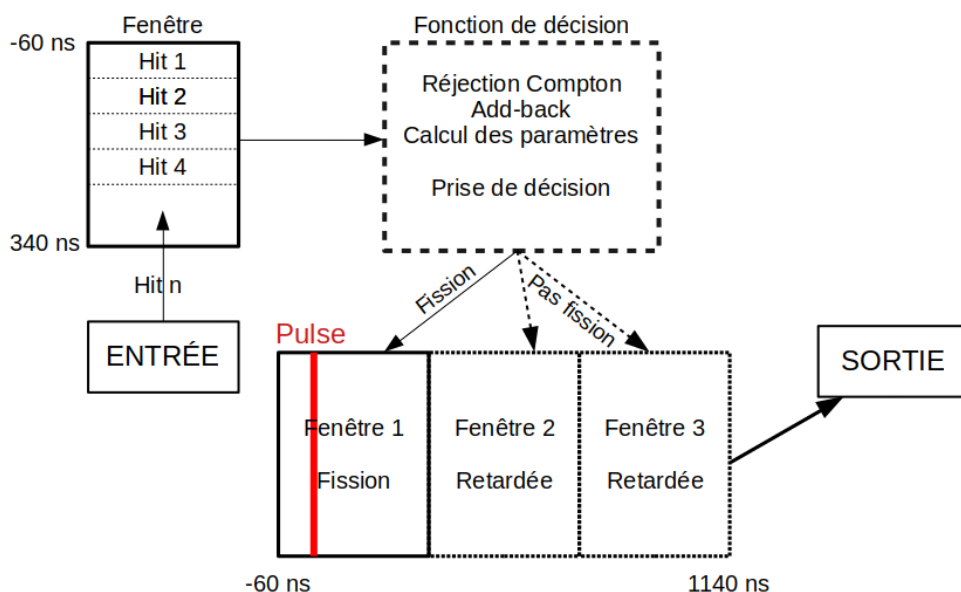 Fenêtre
-60 ns
Hit 1
Hit 2
Hit 3
Hit 4
340 ns
Hit n
ENTRÉE
Fonction de décision
Réjection Compton
Add-back
Calcul des paramètres
Prise de décision
Fission
Pas fission
Pulse
Fenêtre 1
Fission
Fenêtre 2
Retardée
Fenêtre 3
Retardée
-60 ns
1140 ns
SORTIE